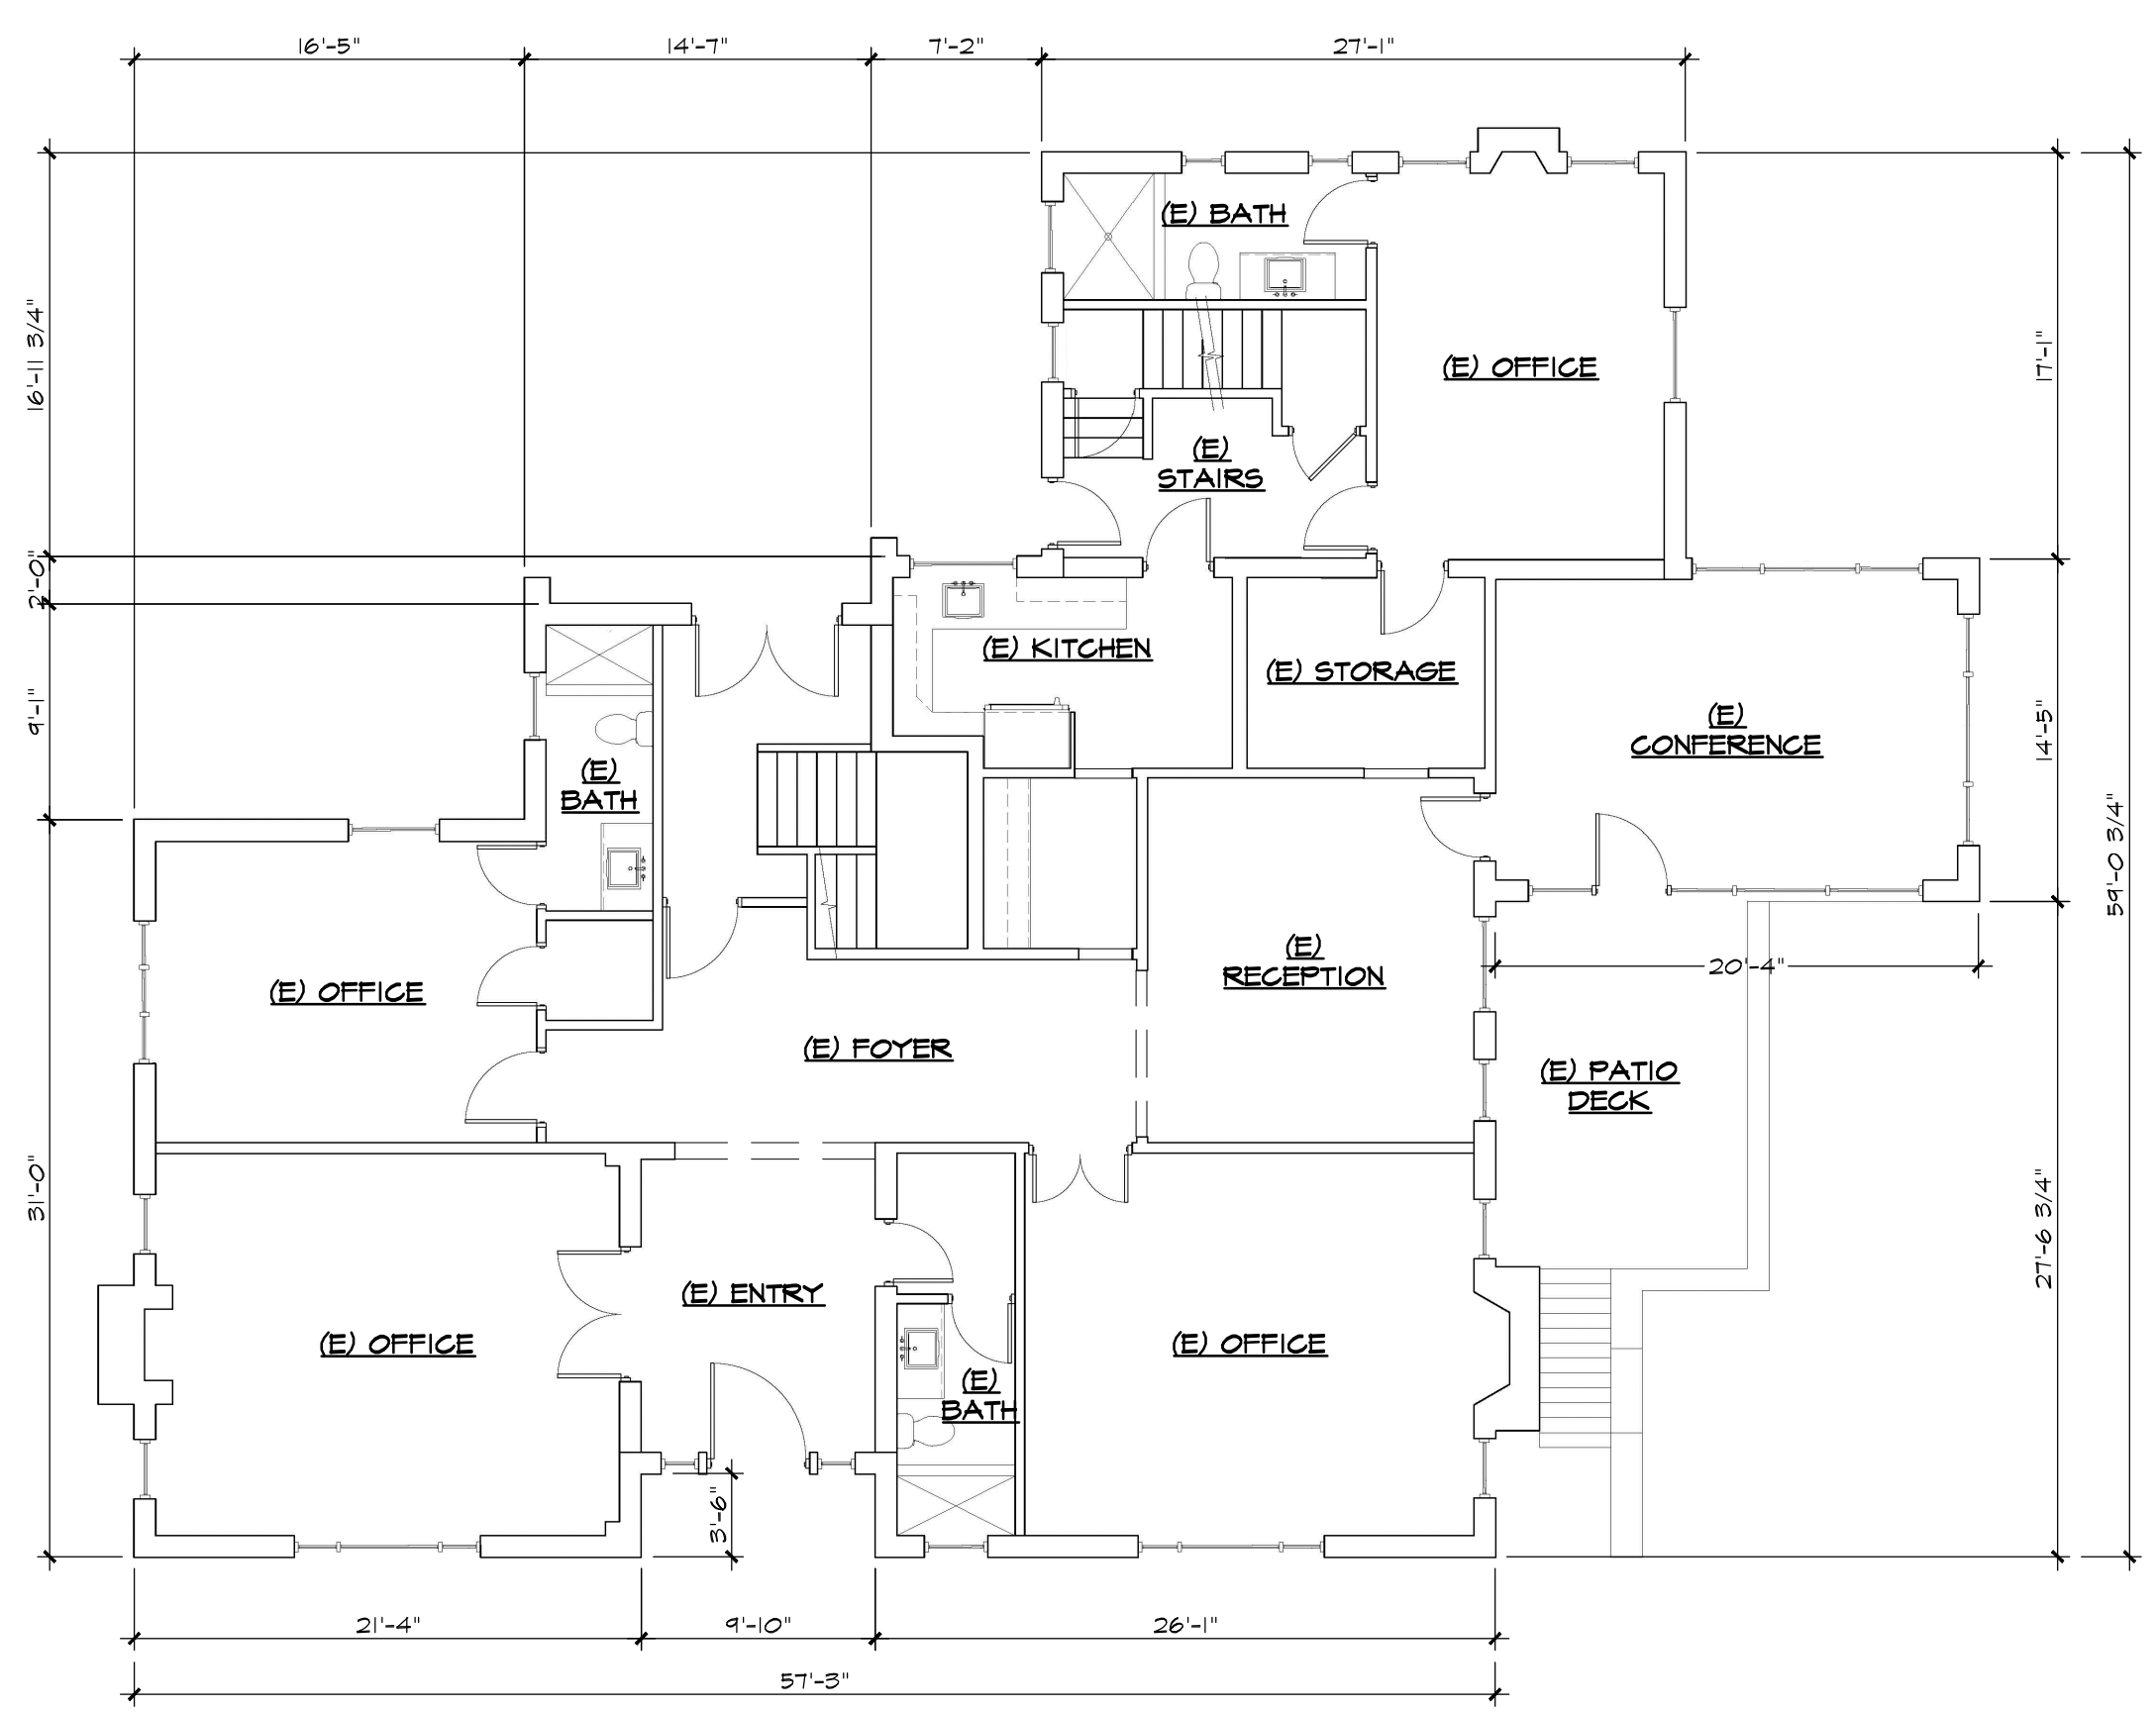 16'-5" 14'-7" 7'-2" 27'-1"
(E) BATH
16'-11 3/4"
17'-1"
(E) OFFICE
(E)
STAIRS
2'-0"
(E) KITCHEN
(E) STORAGE
9'-1"
(E)
CONFERENCE
14'-5"
(E)
BATH
59'-0 3/4"
(E)
RECEPTION
20'-4"
(E) OFFICE
(E) FOYER
(E) PATIO
DECK
31'-0"
27'-6 3/4"
(E) ENTRY
(E) OFFICE
(E) OFFICE
(E)
BATH
3'-6"
21'-4" 9'-10" 26'-1"
57'-3"